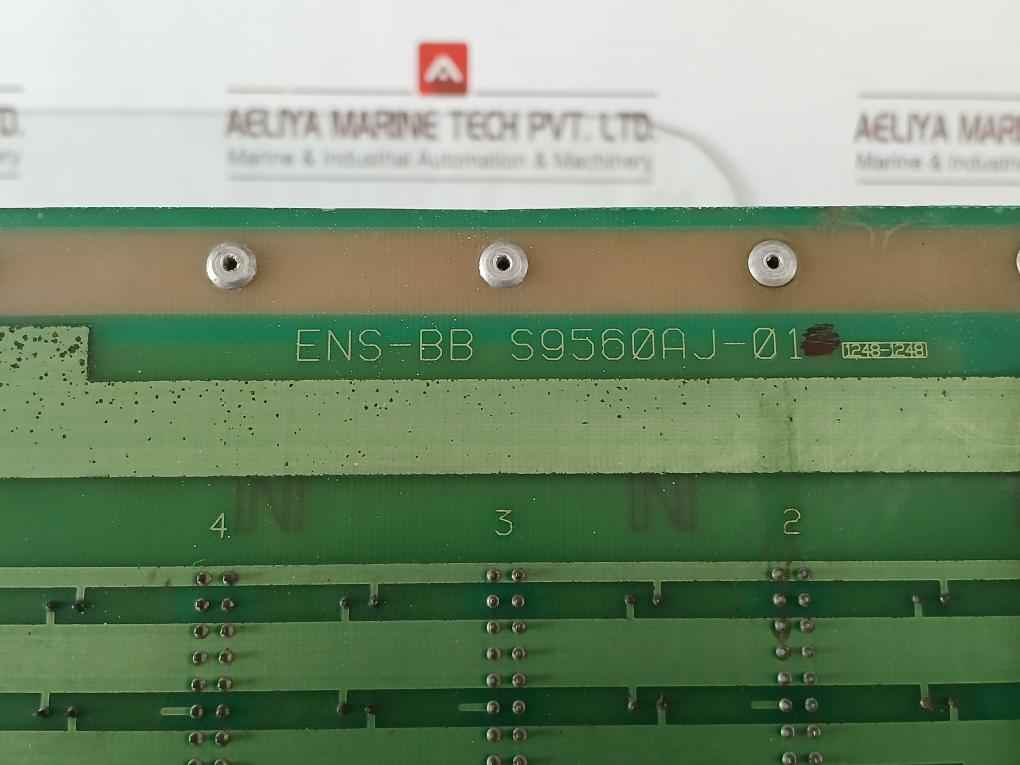 D. AELIYA MARINE TECH PVT. LTD. AELIYA MAR
Marine & Industrial Automation & Machinery Marine & Industri
ENS-BB S9560AJ-01 1248-1248
4 3 2